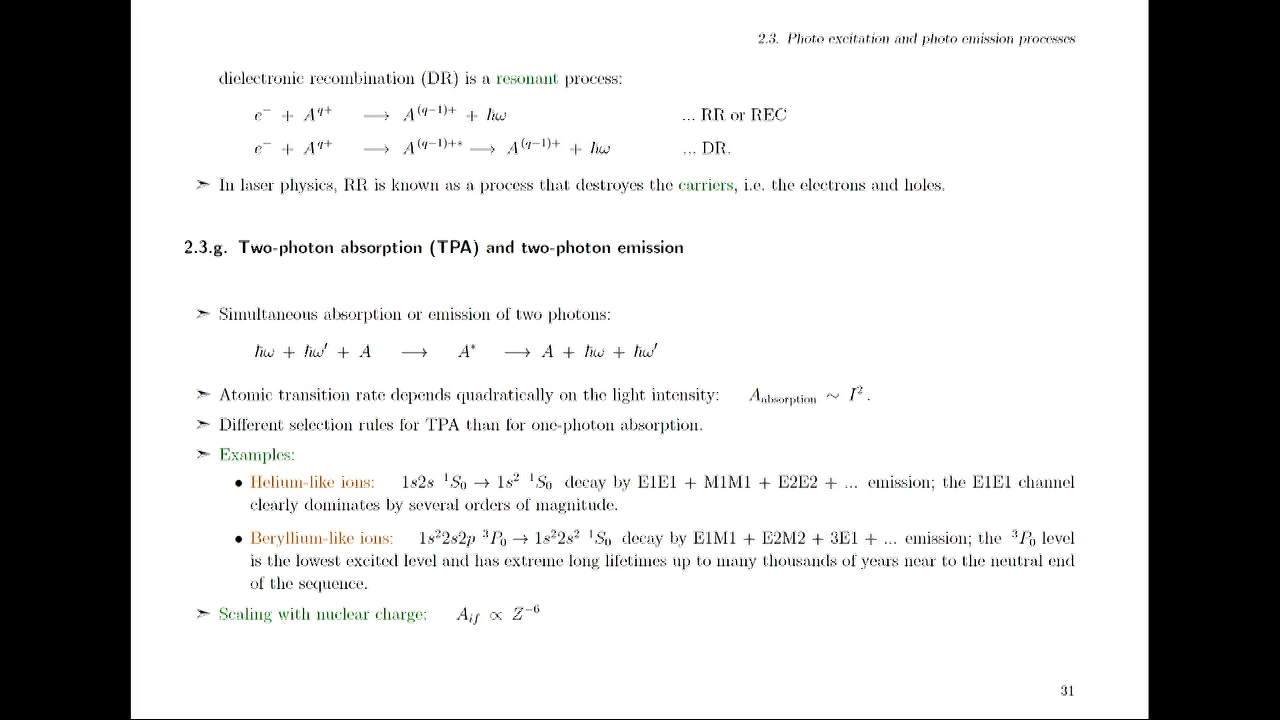 2.3. Photo excitation and photo emission processes
dielectronic recombination (DR) is a resonant process:
e⁻ + A^{q+} ⟶ A^{(q−1)+} + ℏω ... RR or REC
e⁻ + A^{q+} ⟶ A^{(q−1)+*} ⟶ A^{(q−1)+} + ℏω ... DR.
➣ In laser physics, RR is known as a process that destroyes the carriers, i.e. the electrons and holes.
2.3.g. Two-photon absorption (TPA) and two-photon emission
➣ Simultaneous absorption or emission of two photons:
ℏω + ℏω′ + A ⟶ A* ⟶ A + ℏω + ℏω′
➣ Atomic transition rate depends quadratically on the light intensity: A_{absorption} ∼ I².
➣ Different selection rules for TPA than for one-photon absorption.
➣ Examples:
• Helium-like ions: 1s2s ¹S₀ → 1s² ¹S₀ decay by E1E1 + M1M1 + E2E2 + ... emission; the E1E1 channel
clearly dominates by several orders of magnitude.
• Beryllium-like ions: 1s²2s2p ³P₀ → 1s²2s² ¹S₀ decay by E1M1 + E2M2 + 3E1 + ... emission; the ³P₀ level
is the lowest excited level and has extreme long lifetimes up to many thousands of years near to the neutral end
of the sequence.
➣ Scaling with nuclear charge: A_{if} ∝ Z⁻⁶
31